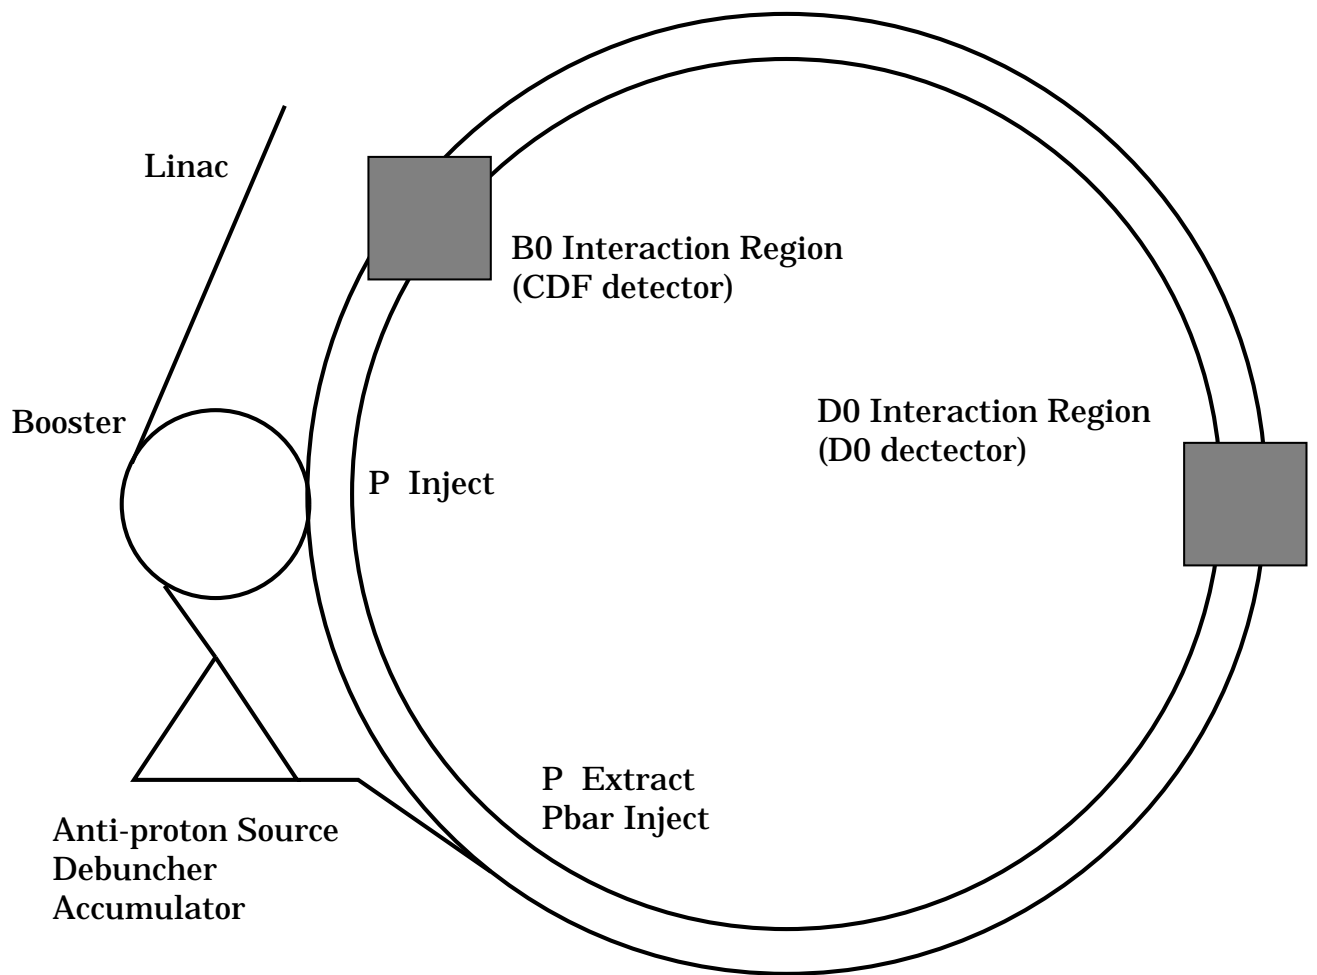 Linac
B0 Interaction Region
(CDF detector)
Booster
D0 Interaction Region
(D0 dectector)
P Inject
P Extract
Pbar Inject
Anti-proton Source
Debuncher
Accumulator